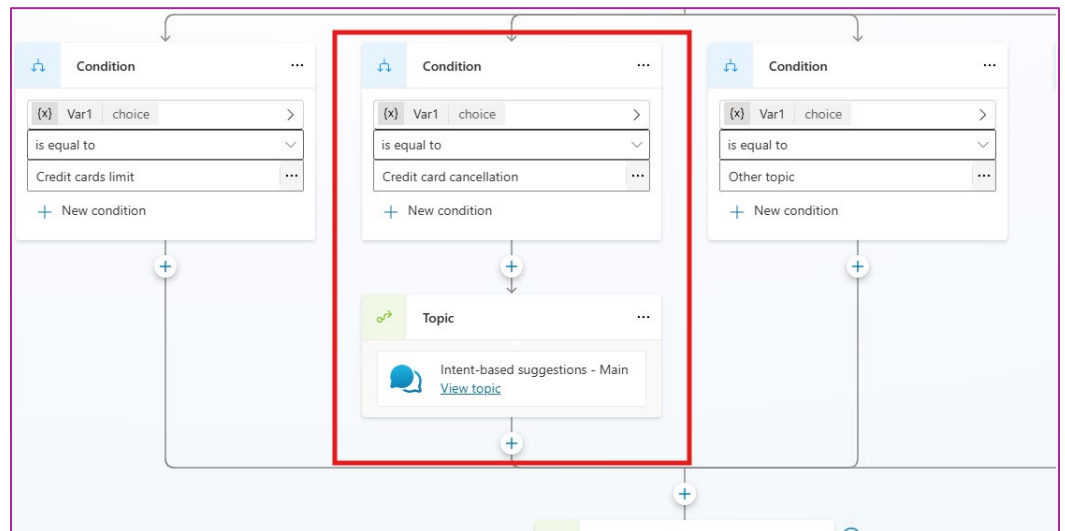 Condition
...
{x} Var1 choice
is equal to
Credit cards limit
...
New condition
Condition
...
{x} Var1 choice
is equal to
Credit card cancellation
...
New condition
Topic
...
Intent-based suggestions - Main
View topic
Condition
...
{x} Var1 choice
is equal to
Other topic
...
New condition